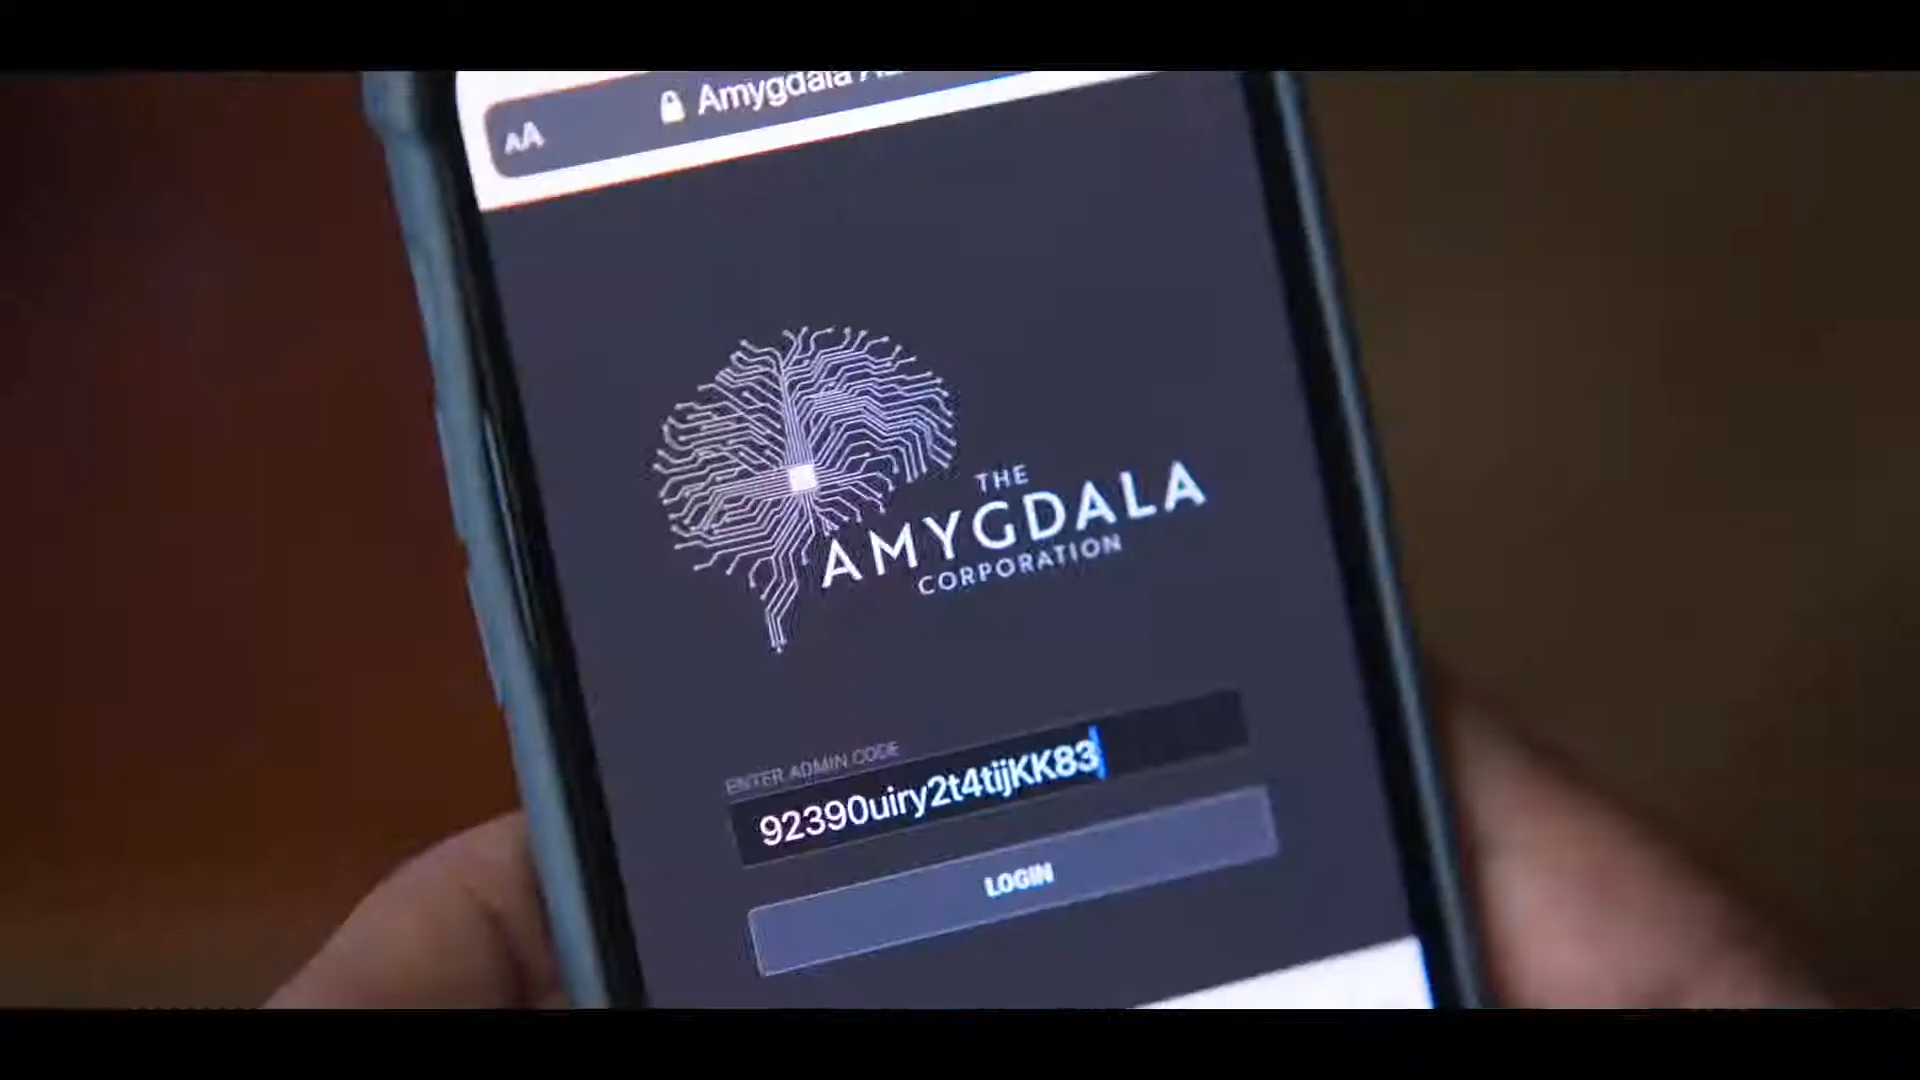 AA
Amygdala
THE
AMYGDALA
CORPORATION
ENTER ADMIN CODE
92390uiry2t4tijKK83
LOGIN